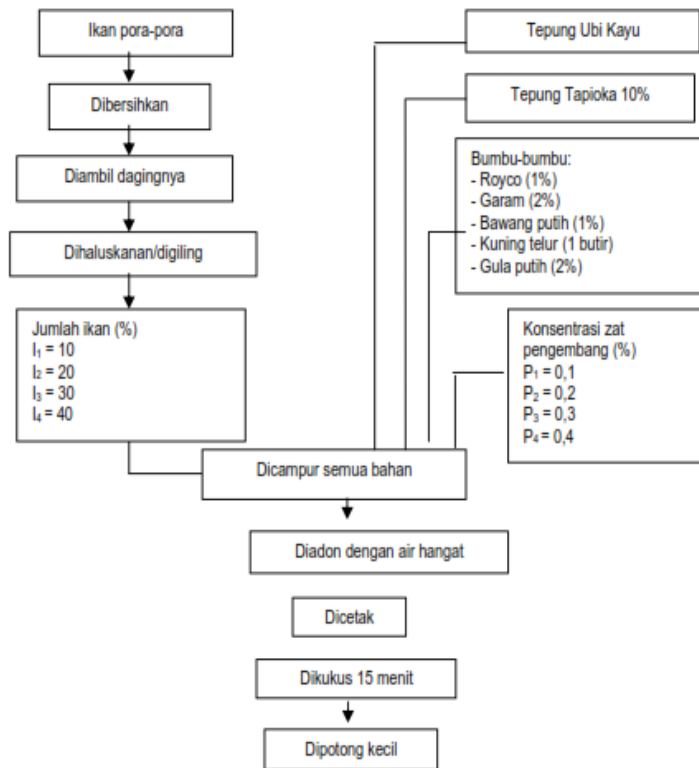 Ikan pora-pora
Dibersihkan
Diambil dagingnya
Dihaluskanan/digiling
Jumlah ikan (%)
I₁ = 10
I₂ = 20
I₃ = 30
I₄ = 40
Tepung Ubi Kayu
Tepung Tapioka 10%
Bumbu-bumbu:
- Royco (1%)
- Garam (2%)
- Bawang putih (1%)
- Kuning telur (1 butir)
- Gula putih (2%)
Konsentrasi zat
pengembang (%)
P₁ = 0,1
P₂ = 0,2
P₃ = 0,3
P₄ = 0,4
Dicampur semua bahan
Diadon dengan air hangat
Dicetak
Dikukus 15 menit
Dipotong kecil